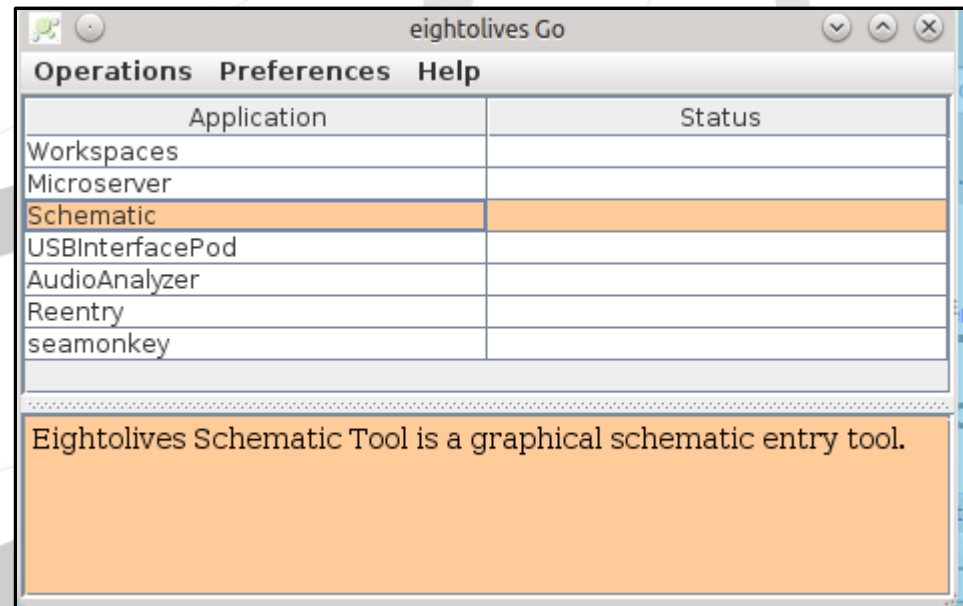 eightolives Go
Operations Preferences Help
Application Status
Workspaces
Microserver
Schematic
USBInterfacePod
AudioAnalyzer
Reentry
seamonkey
Eightolives Schematic Tool is a graphical schematic entry tool.